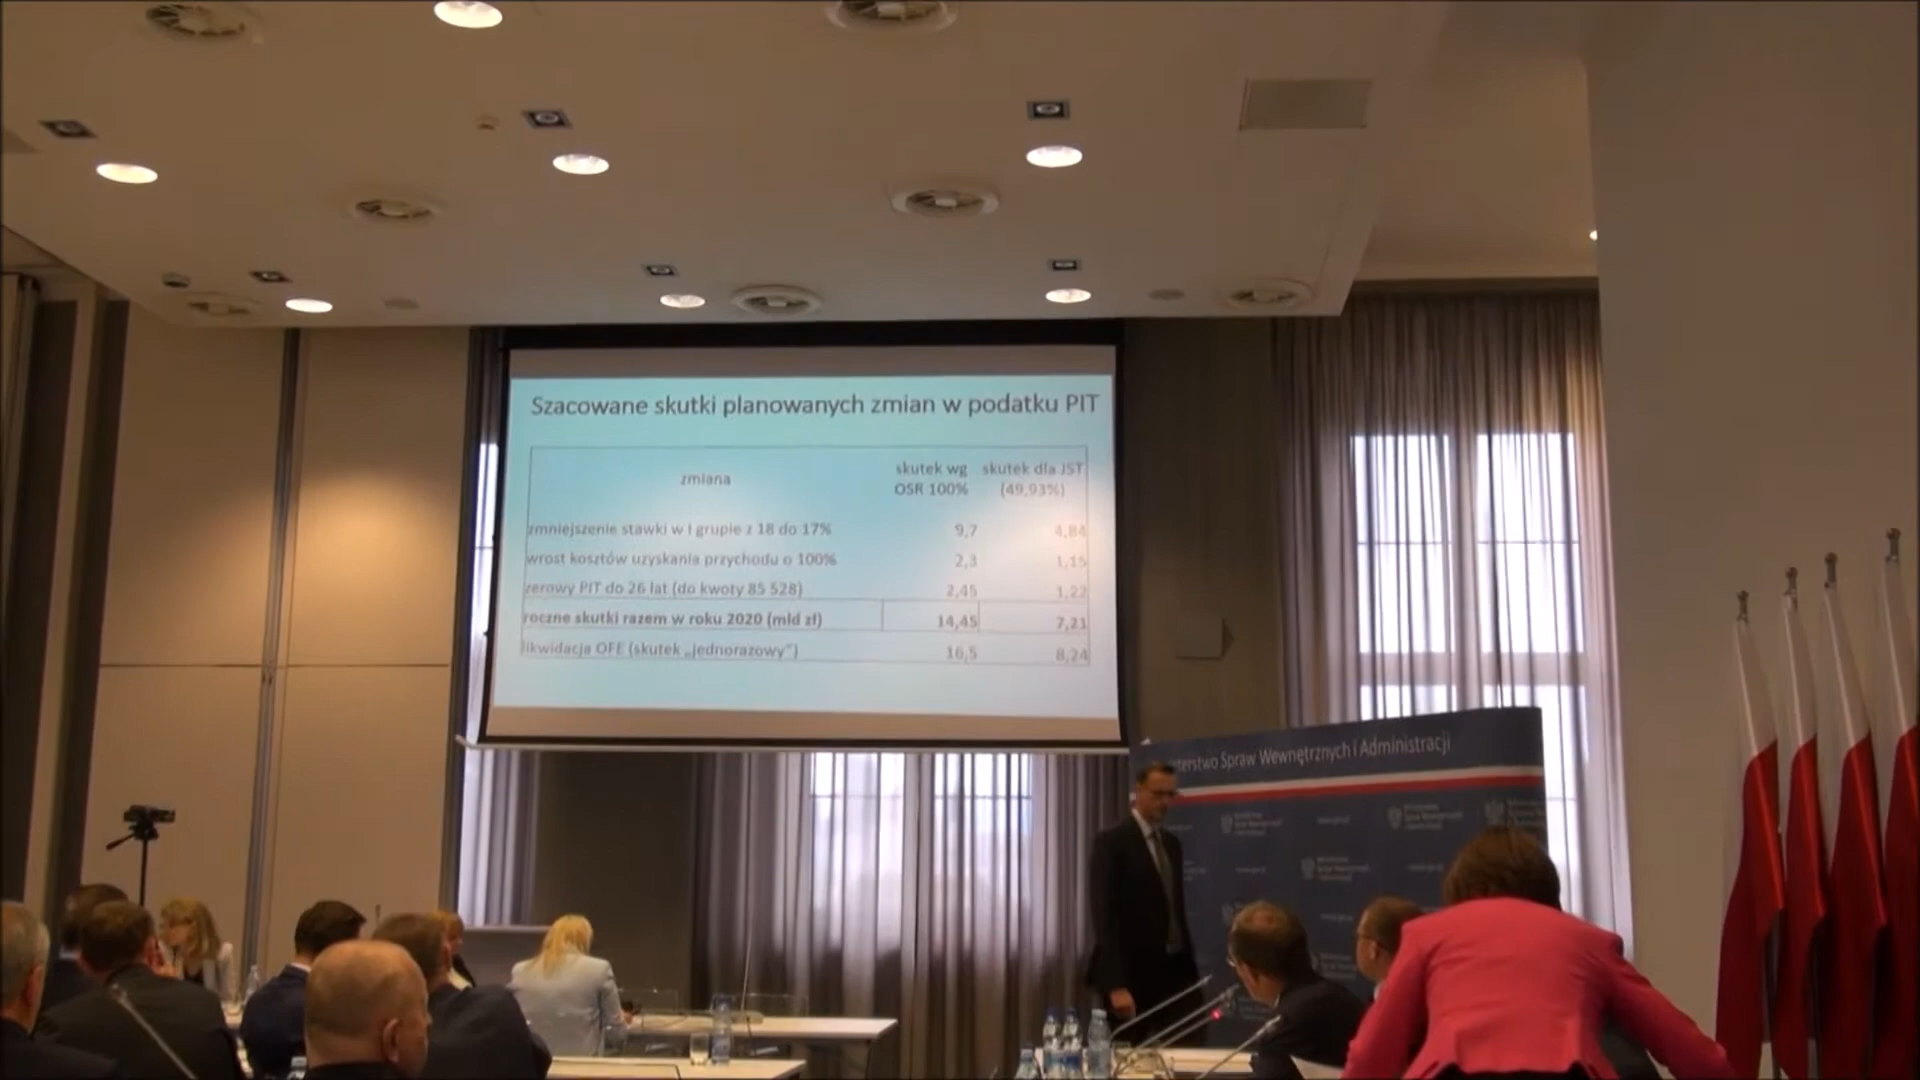 Szacowane skutki planowanych zmian w podatku PIT
zmiana skutek wg OSR 100% skutek dla JST (49,93%)
zmniejszenie stawki w I grupie z 18 do 17% 9,7 4,84
wrost kosztów uzyskania przychodu o 100% 2,3 1,15
zerowy PIT do 26 lat (do kwoty 85 528) 2,45 1,22
roczne skutki razem w roku 2020 (mld zł) 14,45 7,21
likwidacja OFE (skutek „jednorazowy") 16,5 8,24
terstwo Spraw Wewnętrznych i Administracji